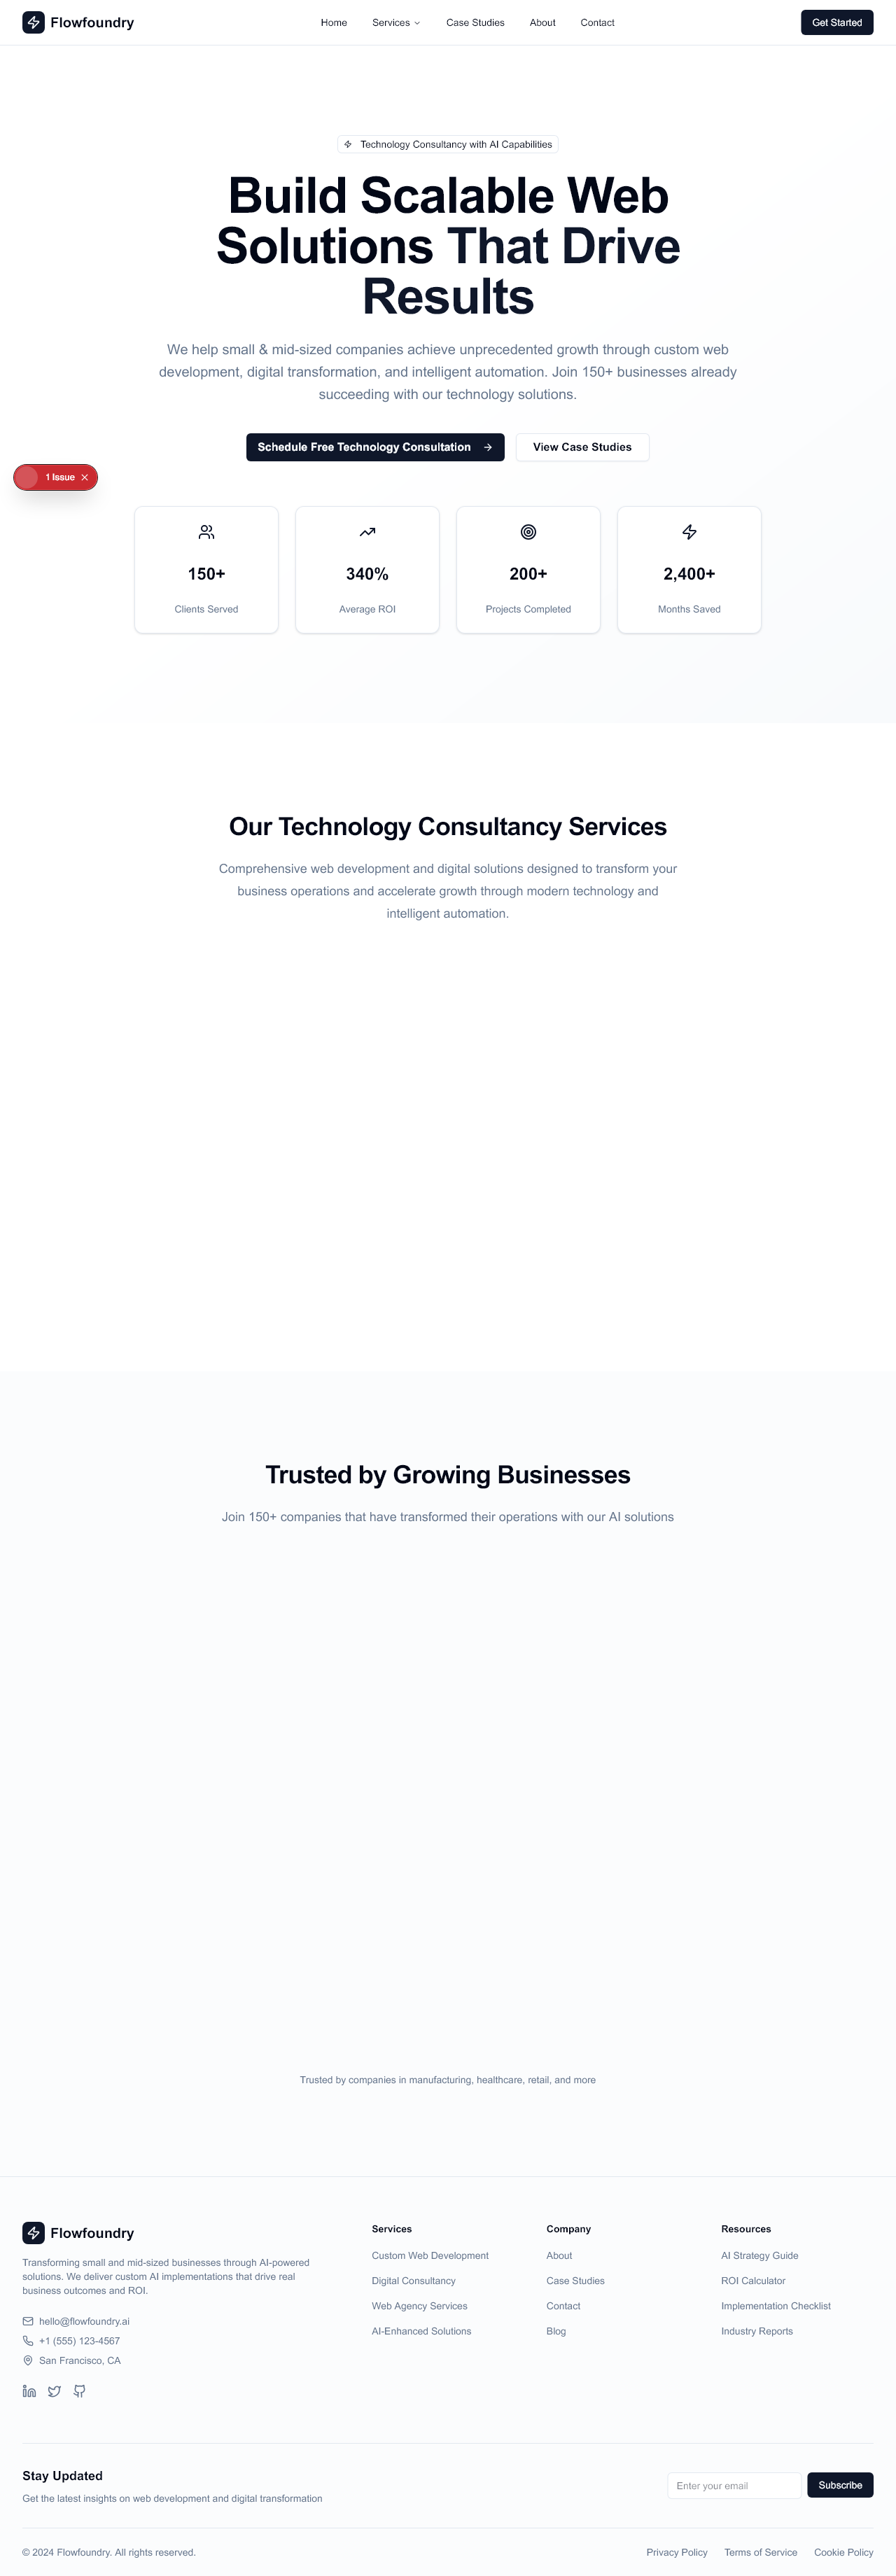 Flowfoundry
Home
Services
Case Studies
About
Contact
Get Started
Technology Consultancy with AI Capabilities
Build Scalable Web
Solutions That Drive
Results
We help small & mid-sized companies achieve unprecedented growth through custom web
development, digital transformation, and intelligent automation. Join 150+ businesses already
succeeding with our technology solutions.
Schedule Free Technology Consultation
View Case Studies
1 Issue
150+
Clients Served
340%
Average ROI
200+
Projects Completed
2,400+
Months Saved
Our Technology Consultancy Services
Comprehensive web development and digital solutions designed to transform your
business operations and accelerate growth through modern technology and
intelligent automation.
Trusted by Growing Businesses
Join 150+ companies that have transformed their operations with our AI solutions
Trusted by companies in manufacturing, healthcare, retail, and more
Flowfoundry
Transforming small and mid-sized businesses through AI-powered
solutions. We deliver custom AI implementations that drive real
business outcomes and ROI.
hello@flowfoundry.ai
+1 (555) 123-4567
San Francisco, CA
Services
Custom Web Development
Digital Consultancy
Web Agency Services
AI-Enhanced Solutions
Company
About
Case Studies
Contact
Blog
Resources
AI Strategy Guide
ROI Calculator
Implementation Checklist
Industry Reports
Stay Updated
Get the latest insights on web development and digital transformation
Enter your email
Subscribe
© 2024 Flowfoundry. All rights reserved.
Privacy Policy
Terms of Service
Cookie Policy